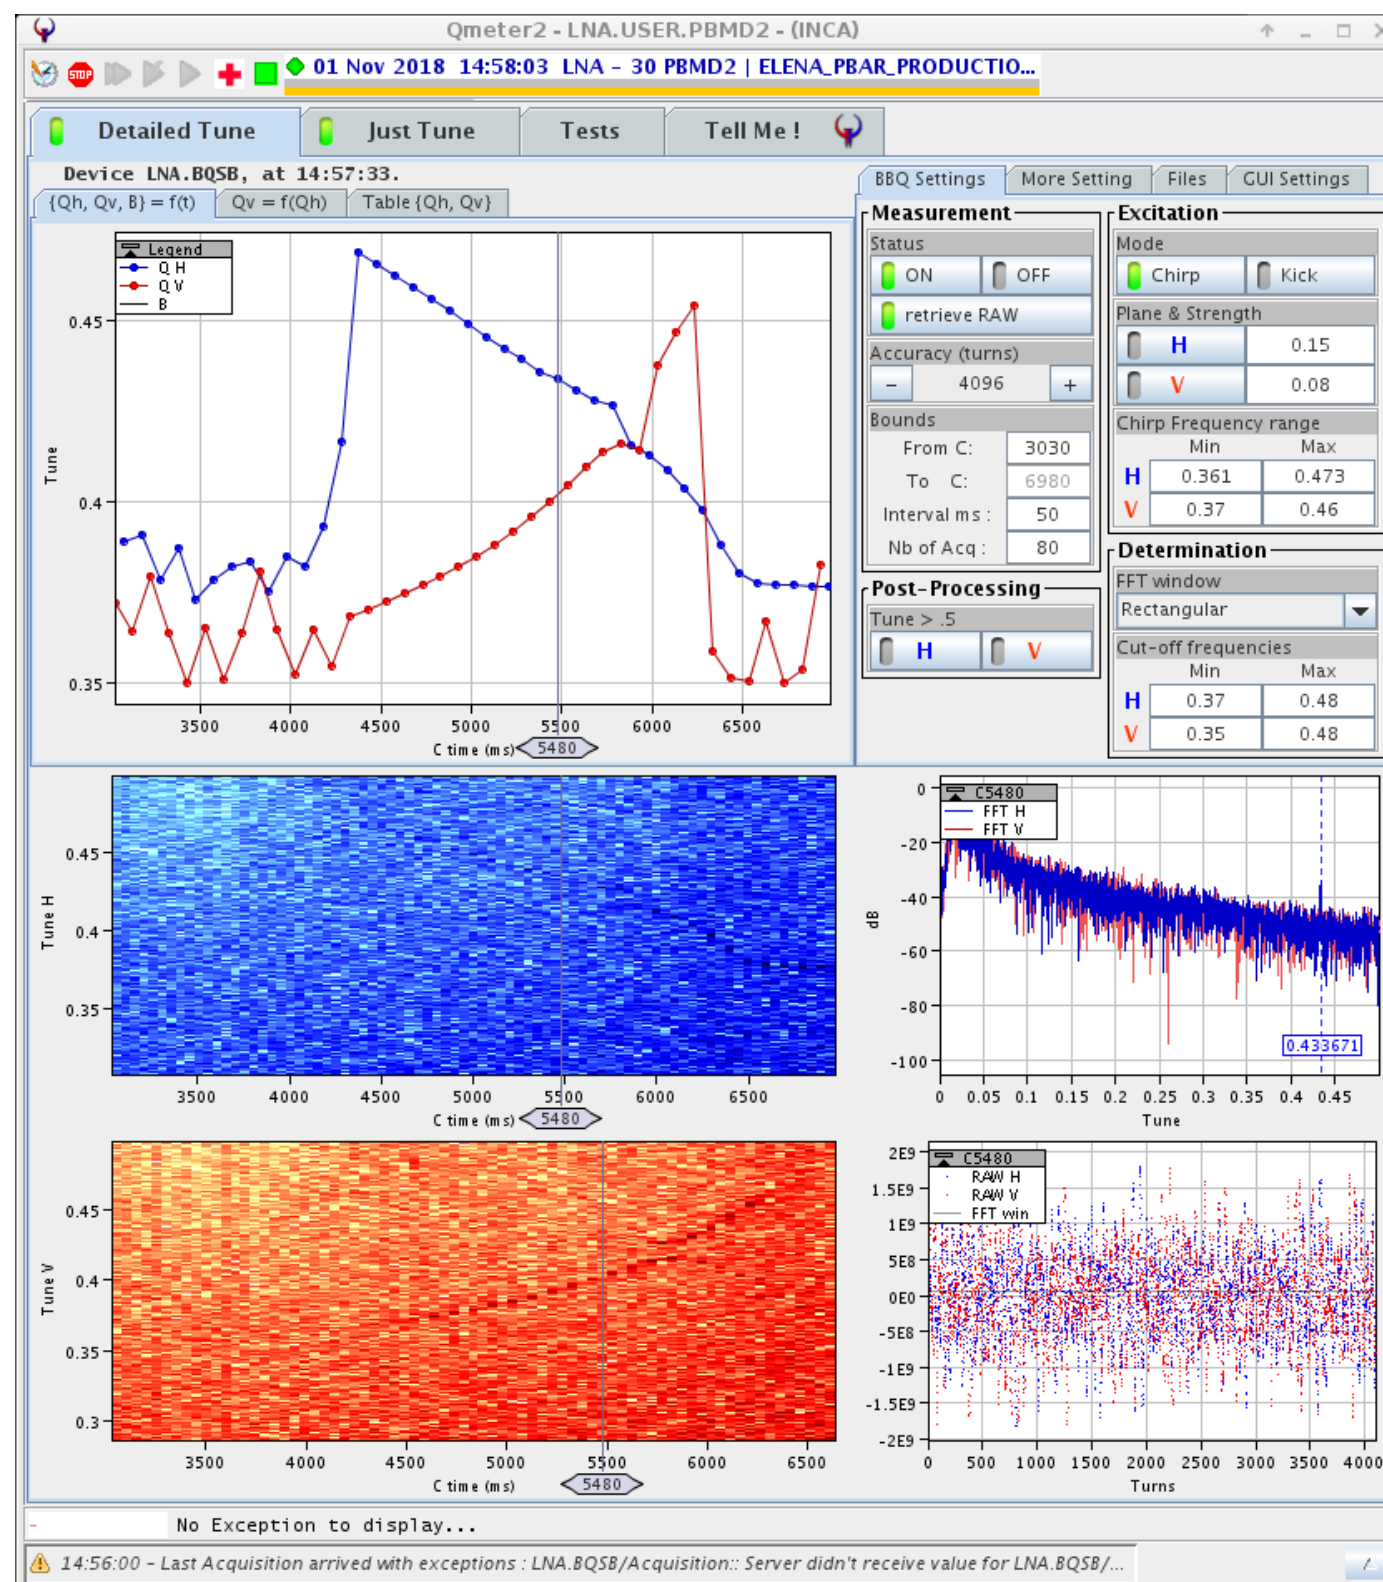 Qmeter2 - LNA.USER.PBMD2 - (INCA)
STOP
01 Nov 2018 14:58:03 LNA - 30 PBMD2 | ELENA_PBAR_PRODUCTIO...
Detailed Tune
Just Tune
Tests
Tell Me !
Device LNA.BQSB, at 14:57:33.
{Qh, Qv, B} = f(t)
Qv = f(Qh)
Table {Qh, Qv}
Legend
Q H
Q V
B
Tune
0.45
0.4
0.35
3500 4000 4500 5000 5500 6000 6500
C time (ms)
5480
BBQ Settings
More Setting
Files
GUI Settings
Measurement
Status
ON
OFF
retrieve RAW
Accuracy (turns)
- 4096 +
Bounds
From C: 3030
To C: 6980
Interval ms : 50
Nb of Acq : 80
Post-Processing
Tune > .5
H V
Excitation
Mode
Chirp
Kick
Plane & Strength
H 0.15
V 0.08
Chirp Frequency range
Min Max
H 0.361 0.473
V 0.37 0.46
Determination
FFT window
Rectangular
Cut-off frequencies
Min Max
H 0.37 0.48
V 0.35 0.48
Tune H
0.45
0.4
0.35
3500 4000 4500 5000 5500 6000 6500
C time (ms)
5480
C5480
FFT H
FFT V
dB
0
-20
-40
-60
-80
-100
0.433671
0 0.05 0.1 0.15 0.2 0.25 0.3 0.35 0.4 0.45
Tune
Tune V
0.45
0.4
0.35
0.3
3500 4000 4500 5000 5500 6000 6500
C time (ms)
5480
C5480
RAW H
RAW V
FFT win
2E9
1.5E9
1E9
5E8
0E0
-5E8
-1E9
-1.5E9
-2E9
0 500 1000 1500 2000 2500 3000 3500 4000
Turns
- No Exception to display...
14:56:00 - Last Acquisition arrived with exceptions : LNA.BQSB/Acquisition:: Server didn't receive value for LNA.BQSB/...